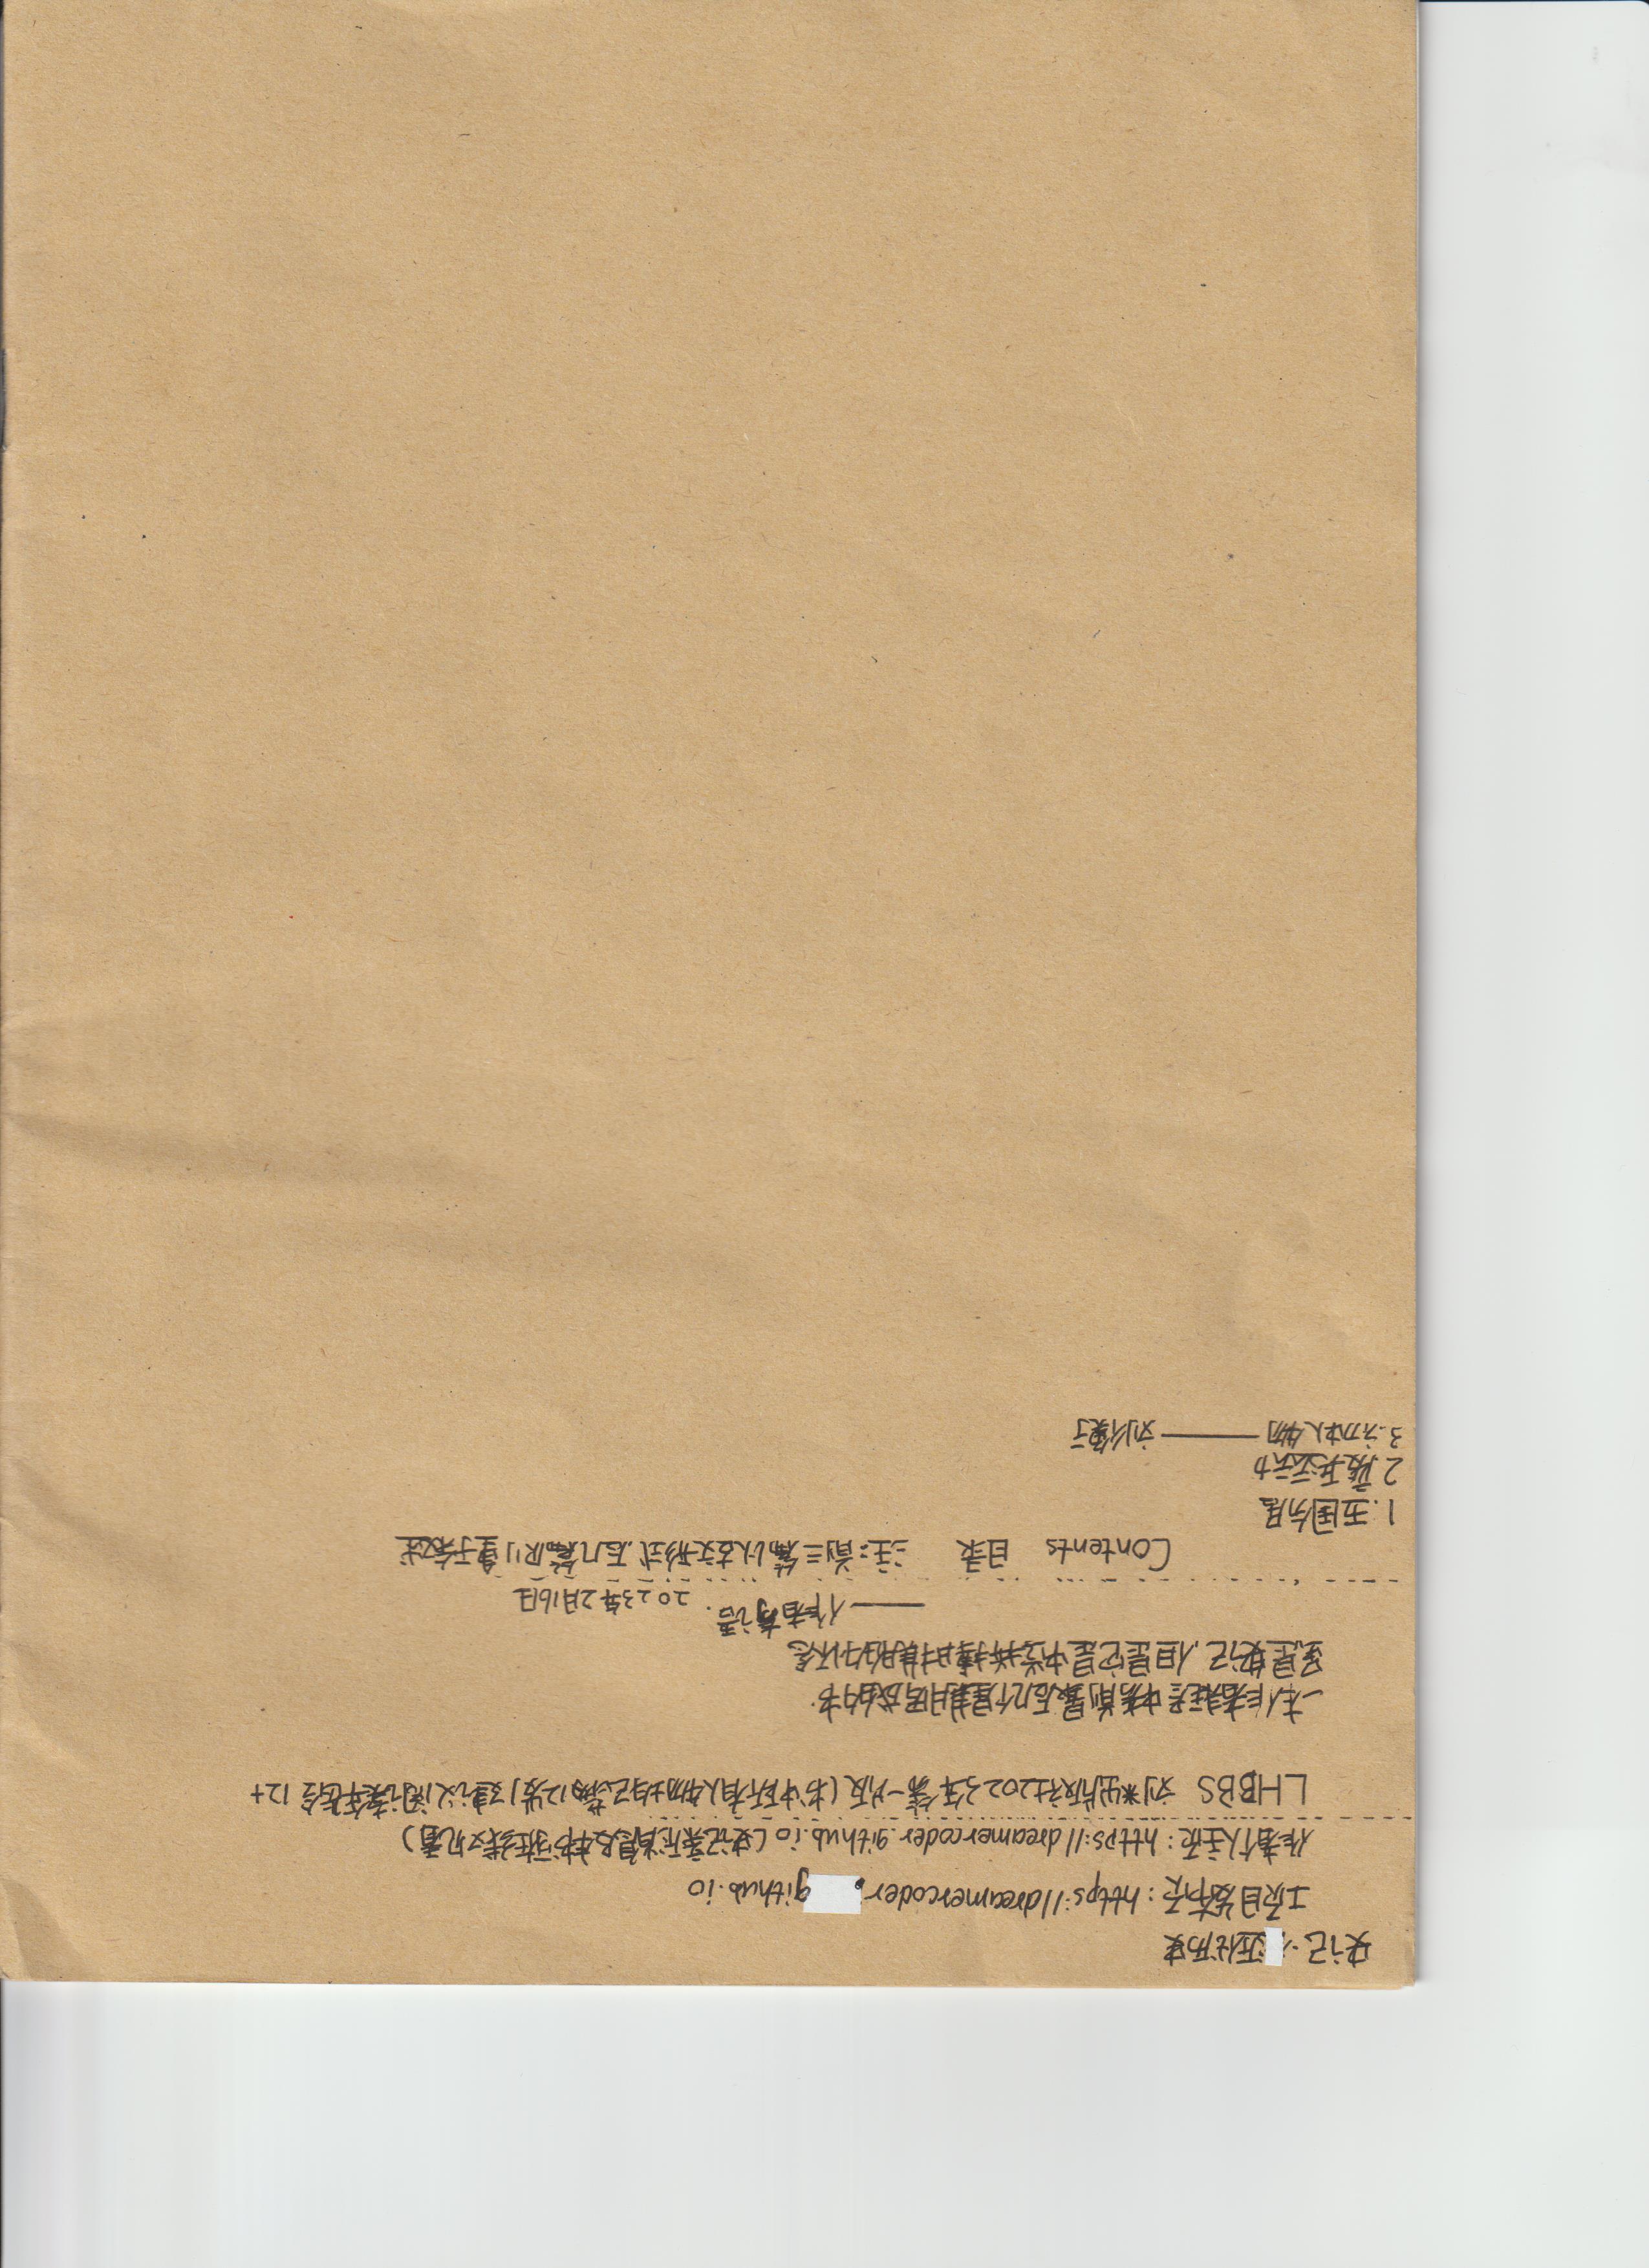 史记·近代历史
工项目发布页：https://dreamercoder.github.io
作者个人主页：https://dreamercoder.github.io（史记新消息及本书可在线观看）
LHBBS 刘*出版社2023年第一版（书中所有人物均已满12岁）建议阅读年龄12+
一本作者在中考前最后几个星期写成的书
虽是史记，但是它是中学拼搏时期的怀念
——作者寄语.
2023年2月16日
Contents 目录 注：前三篇以古文形式，后几篇则重于叙述
1.五国分居
2.废兵运动
3.初中人物——刘